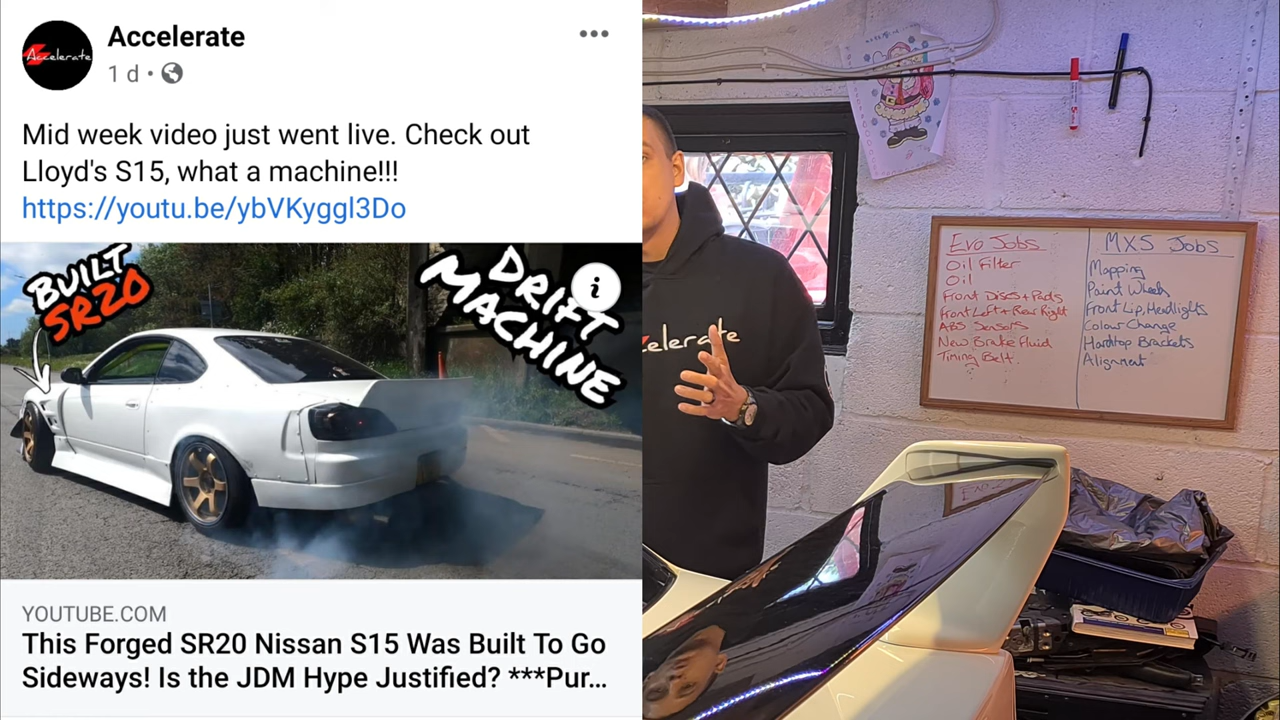 Accelerate
Accelerate
1 d
Mid week video just went live. Check out
Lloyd's S15, what a machine!!!
https://youtu.be/ybVKyggl3Do
BUILT
SR20
DRIFT
MACHINE
i
YOUTUBE.COM
This Forged SR20 Nissan S15 Was Built To Go
Sideways! Is the JDM Hype Justified? ***Pur...
celerate
Evo Jobs
Oil Filter
Oil
Front Discs + Pads
Front Left + Rear Right
ABS Sensors
New Brake Fluid
Timing Belt.
MX5 Jobs
Mapping
Paint Wheels
Front Lip, Headlights
Colour Change
Hardtop Brackets
Alignment